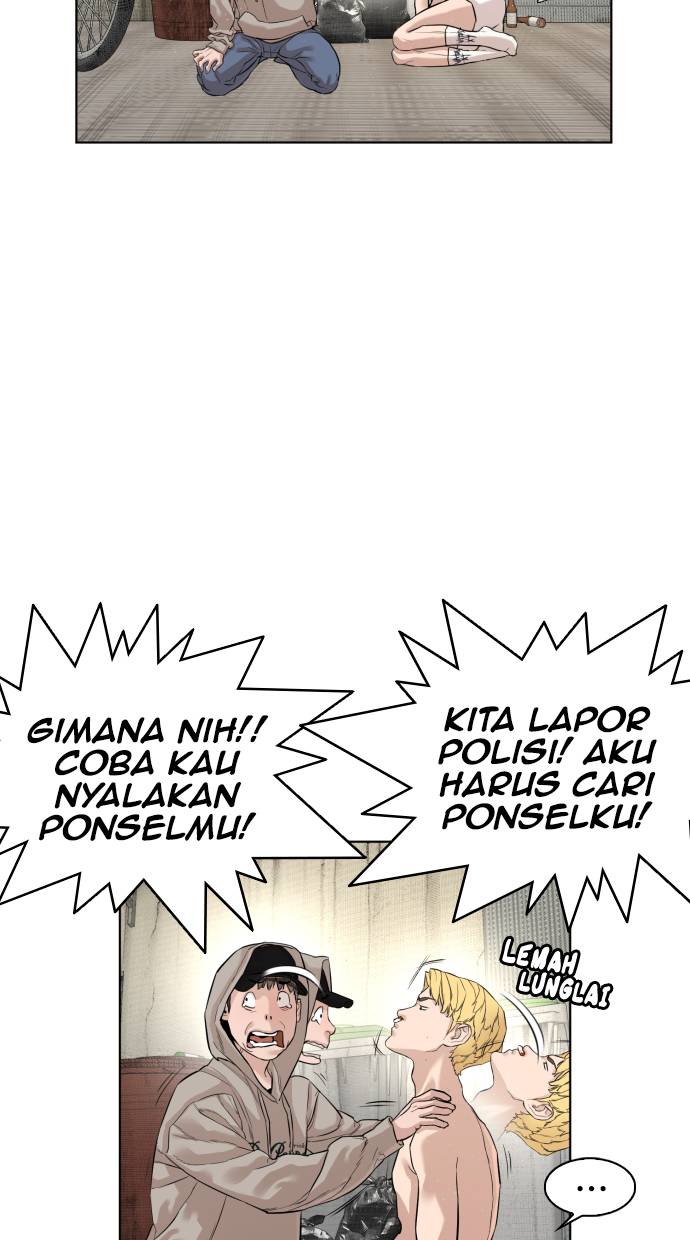 GIMANA NIH!!
COBA KAU
NYALAKAN
PONSELMU!
KITA LAPOR
POLISI! AKU
HARUS CARI
PONSELKU!
LEMAH
LUNGLAI
...